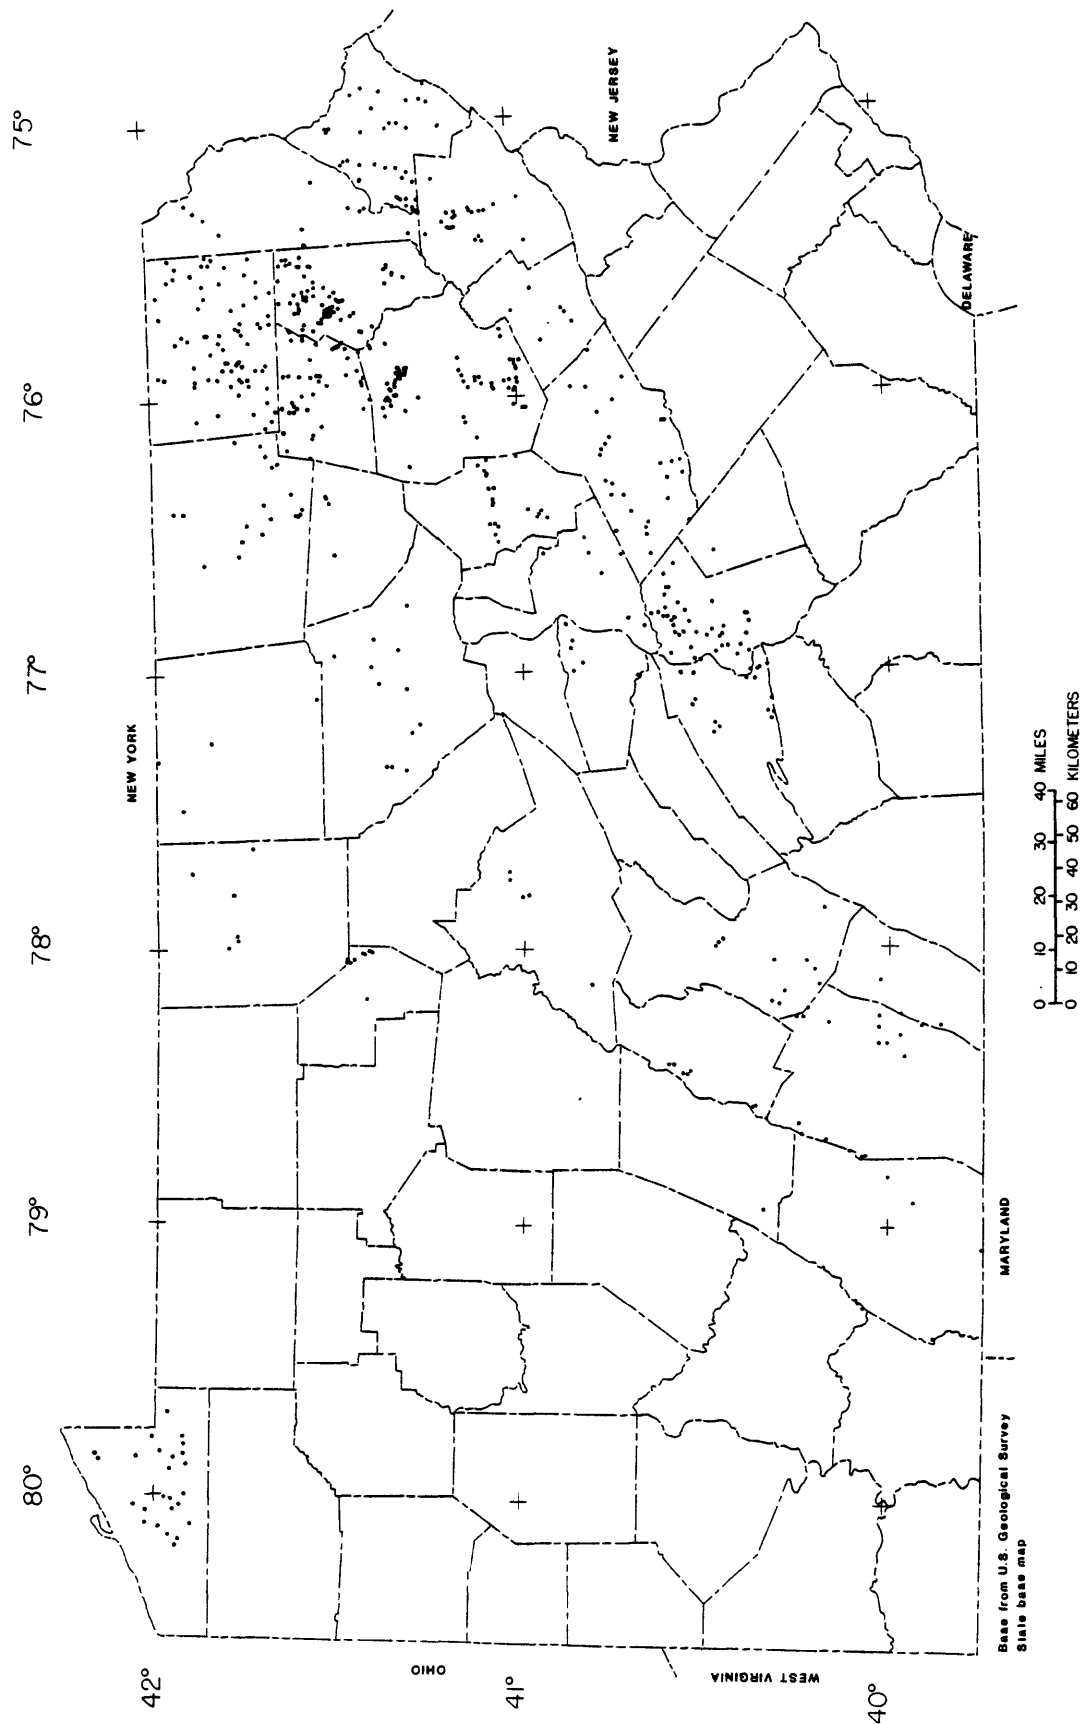 80°
79°
78°
77°
76°
75°
42°
41°
40°
NEW YORK
NEW JERSEY
OHIO
WEST VIRGINIA
MARYLAND
DELAWARE
Base from U.S. Geological Survey
State base map
0 10 20 30 40 MILES
0 10 20 30 40 50 60 KILOMETERS